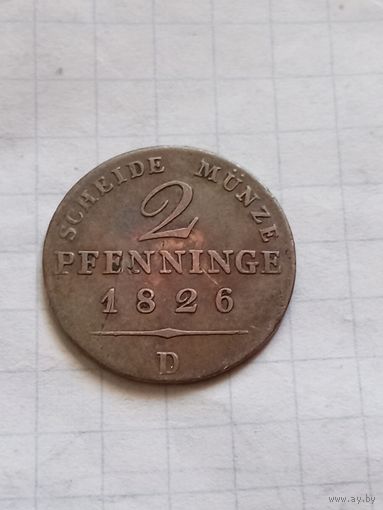 SCHEIDE MÜNZE
2
PFENNINGE
1826
D
www.ay.by